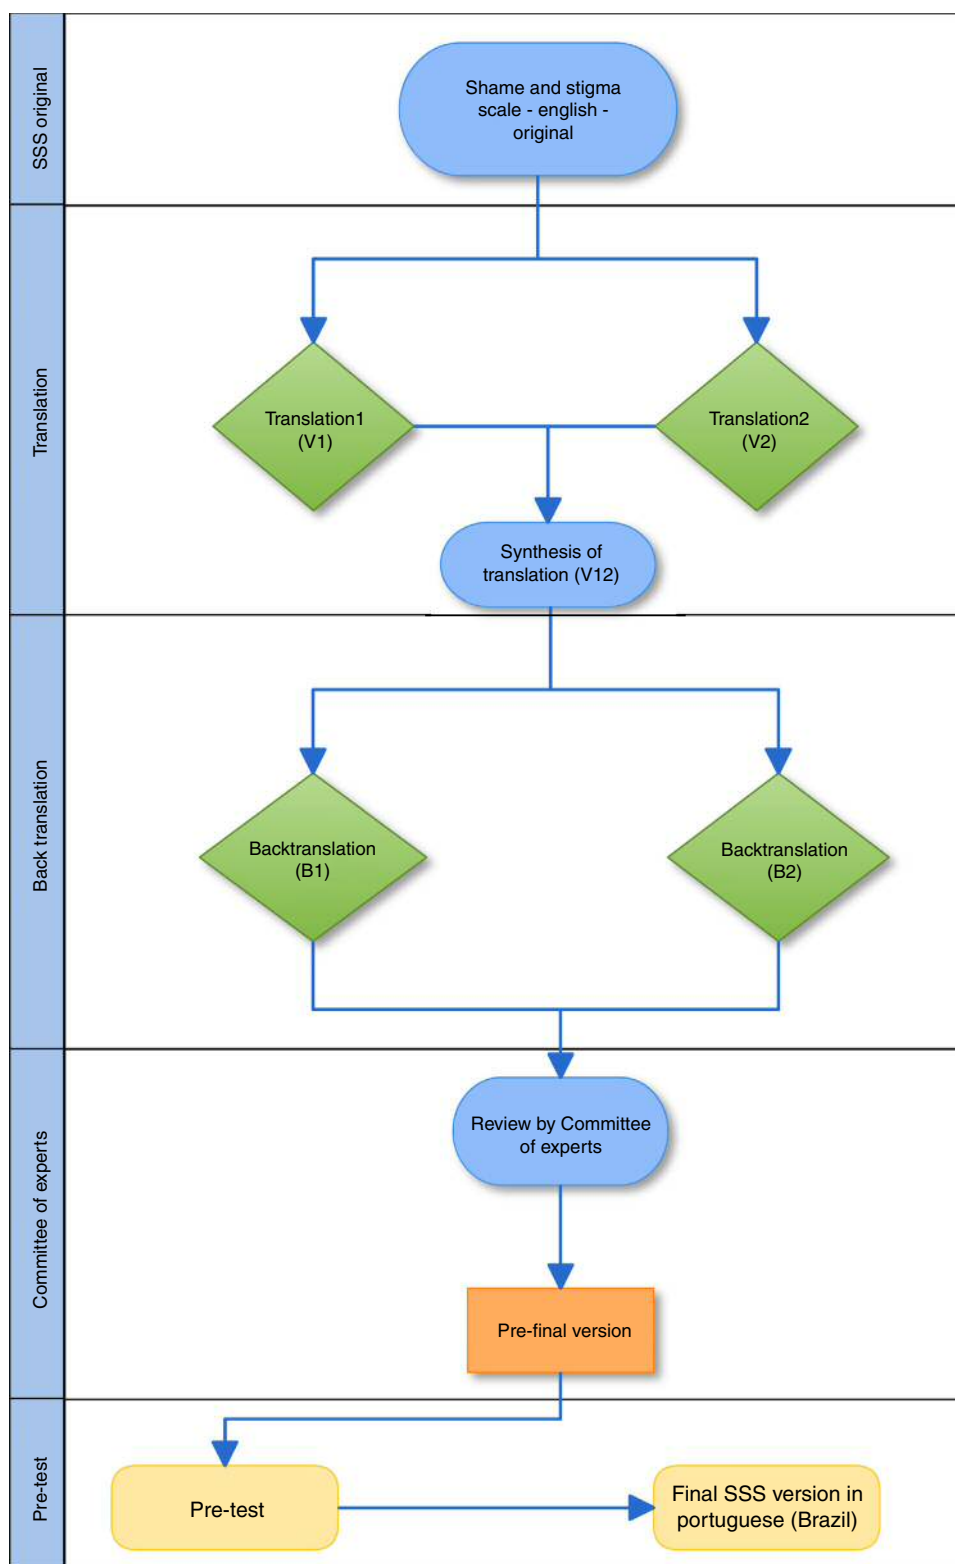 SSS original
Shame and stigma
scale - english -
original
Translation
Translation1
(V1)
Translation2
(V2)
Synthesis of
translation (V12)
Back translation
Backtranslation
(B1)
Backtranslation
(B2)
Committee of experts
Review by Committee
of experts
Pre-final version
Pre-test
Pre-test
Final SSS version in
portuguese (Brazil)